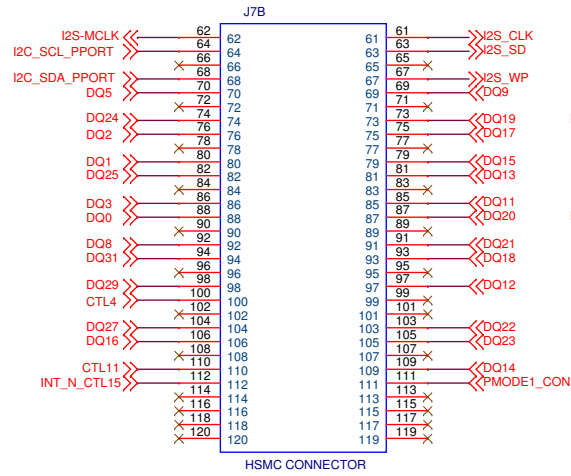 J7B
I2S-MCLK 62 62 61 61 I2S_CLK
I2C_SCL_PPORT 64 64 63 63 I2S_SD
66 66 65 65
I2C_SDA_PPORT 68 68 67 67 I2S_WP
DQ5 70 70 69 69 DQ9
72 72 71 71
DQ24 74 74 73 73 DQ19
DQ2 76 76 75 75 DQ17
78 78 77 77
DQ1 80 80 79 79 DQ15
DQ25 82 82 81 81 DQ13
84 84 83 83
DQ3 86 86 85 85 DQ11
DQ0 88 88 87 87 DQ20
90 90 89 89
DQ8 92 92 91 91 DQ21
DQ31 94 94 93 93 DQ18
96 96 95 95
DQ29 98 98 97 97 DQ12
CTL4 100 100 99 99
102 102 101 101
DQ27 104 104 103 103 DQ22
DQ16 106 106 105 105 DQ23
108 108 107 107
CTL11 110 110 109 109 DQ14
INT_N_CTL15 112 112 111 111 PMODE1_CON
114 114 113 113
116 116 115 115
118 118 117 117
120 120 119 119
HSMC CONNECTOR